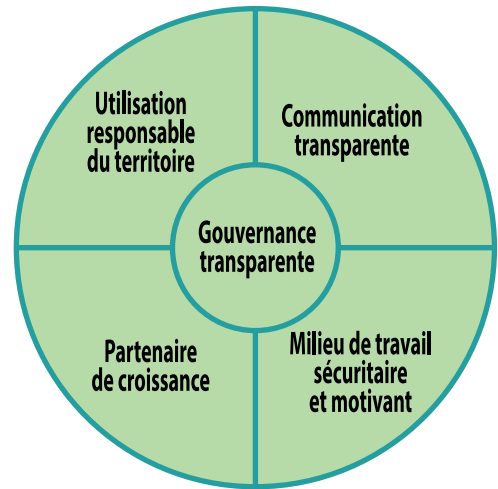 Utilisation
responsable
du territoire
Communication
transparente
Gouvernance
transparente
Partenaire
de croissance
Milieu de travail
sécuritaire
et motivant